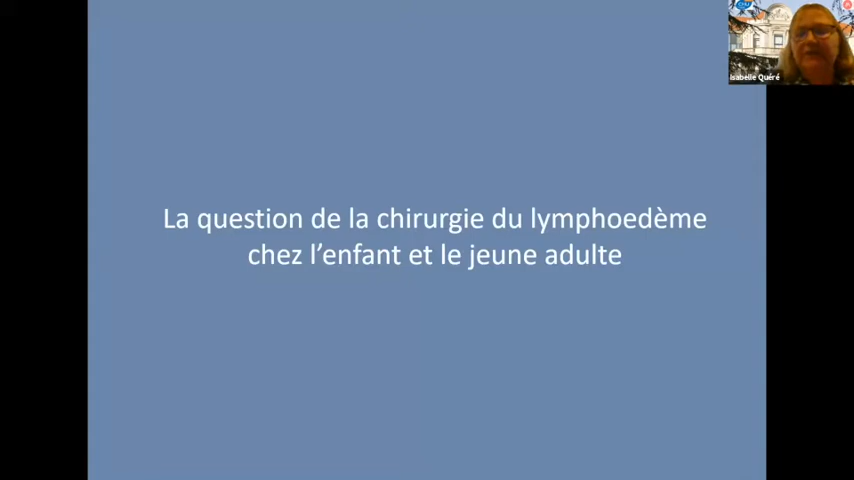 La question de la chirurgie du lymphoedème
chez l’enfant et le jeune adulte
Isabelle Quéré